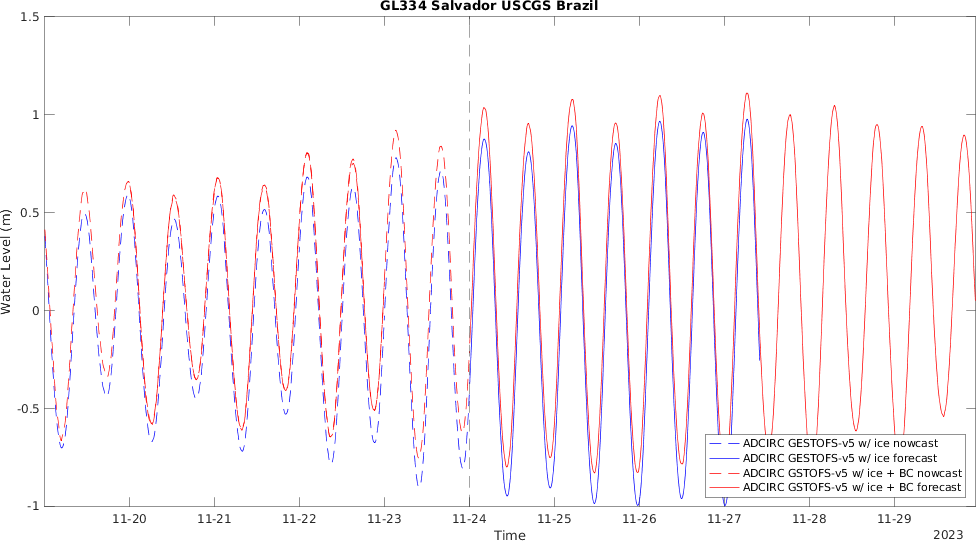 GL334 Salvador USCGS Brazil
1.5
1
0.5
0
-0.5
-1
Water Level (m)
ADCIRC GESTOFS-v5 w/ ice nowcast
ADCIRC GESTOFS-v5 w/ ice forecast
ADCIRC GSTOFS-v5 w/ ice + BC nowcast
ADCIRC GSTOFS-v5 w/ ice + BC forecast
11-20 11-21 11-22 11-23 11-24 11-25 11-26 11-27 11-28 11-29
Time
2023